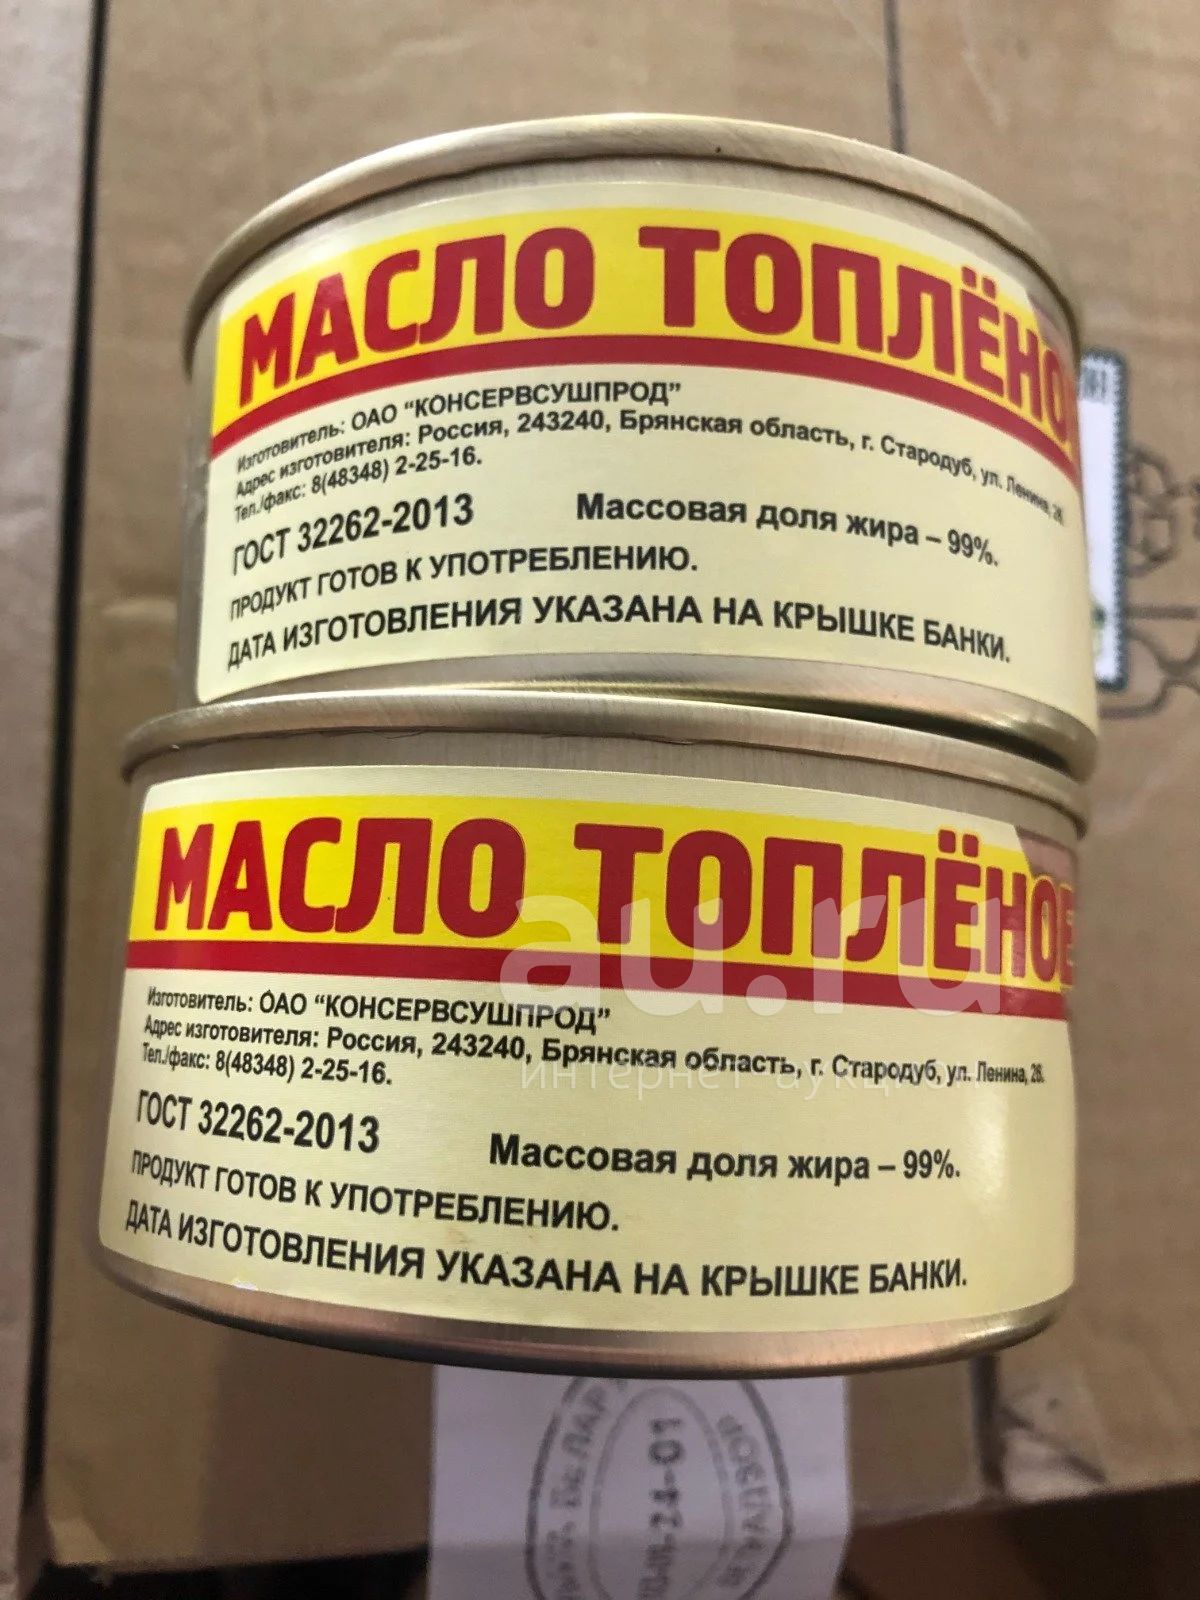 МАСЛО ТОПЛЁНО
Изготовитель: ОАО “КОНСЕРВСУШПРОД”
Адрес изготовителя: Россия, 243240, Брянская область, г. Стародуб, ул. Ленина, 26.
Тел./факс: 8(48348) 2-25-16.
ГОСТ 32262-2013 Массовая доля жира – 99%.
ПРОДУКТ ГОТОВ К УПОТРЕБЛЕНИЮ.
ДАТА ИЗГОТОВЛЕНИЯ УКАЗАНА НА КРЫШКЕ БАНКИ.
МАСЛО ТОПЛЁНОЕ
Изготовитель: ОАО “КОНСЕРВСУШПРОД”
Адрес изготовителя: Россия, 243240, Брянская область, г. Стародуб, ул. Ленина, 26.
Тел./факс: 8(48348) 2-25-16.
ГОСТ 32262-2013 Массовая доля жира – 99%.
ПРОДУКТ ГОТОВ К УПОТРЕБЛЕНИЮ.
ДАТА ИЗГОТОВЛЕНИЯ УКАЗАНА НА КРЫШКЕ БАНКИ.
au.ru
интернет-аукцион